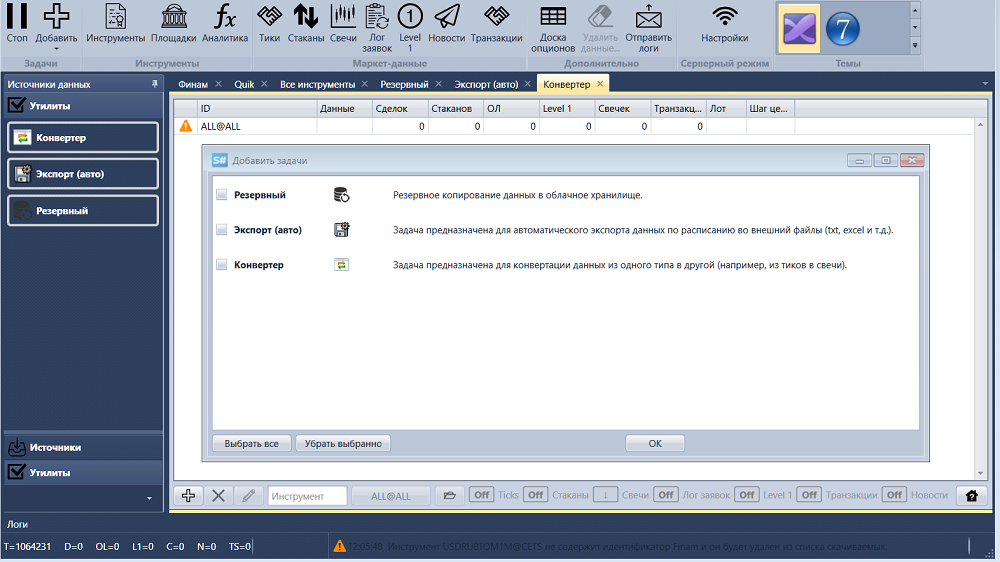 Стоп Добавить Инструменты Площадки Аналитика Тики Стаканы Свечи Лог заявок Level 1 Новости Транзакции Доска опционов Удалить данные... Отправить логи Настройки
Задачи Инструменты Маркет-данные Дополнительно Серверный режим Темы
Источники данных
Утилиты
Конвертер
Экспорт (авто)
Резервный
Источники
Утилиты
Финам Quik Все инструменты Резервный Экспорт (авто) Конвертер
ID Данные Сделок Стаканов ОЛ Level 1 Свечек Транзакц... Лот Шаг це...
ALL@ALL 0 0 0 0 0 0
S# Добавить задачи
Резервный Резервное копирование данных в облачное хранилище.
Экспорт (авто) Задача предназначена для автоматического экспорта данных по расписанию во внешний файлы (txt, excel и т.д.).
Конвертер Задача предназначена для конвертации данных из одного типа в другой (например, из тиков в свечи).
Выбрать все Убрать выбранно OK
Инструмент ALL@ALL Off Ticks Off Стаканы Свечи Off Лог заявок Off Level 1 Off Транзакции Off Новости
Логи
T=1064231 D=0 OL=0 L1=0 C=0 N=0 TS=0 12:05:48 Инструмент USDRUBTOM1M@CETS не содержит идентификатор Finam и он будет удален из списка скачиваемых.